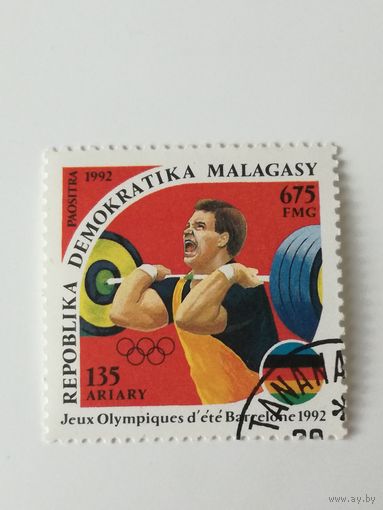 PAOSITRA 1992
REPOBLIKA DEMOKRATIKA MALAGASY
675
FMG
135
ARIARY
Jeux Olympiques d'été Barcelone 1992
TANANA
www.ay.by